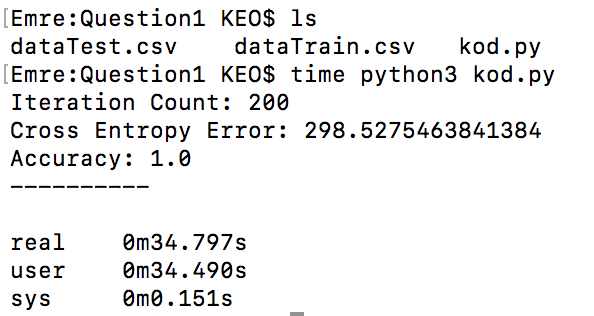 [Emre:Question1 KEO$ ls
dataTest.csv    dataTrain.csv   kod.py
[Emre:Question1 KEO$ time python3 kod.py
Iteration Count: 200
Cross Entropy Error: 298.5275463841384
Accuracy: 1.0
----------
real    0m34.797s
user    0m34.490s
sys     0m0.151s